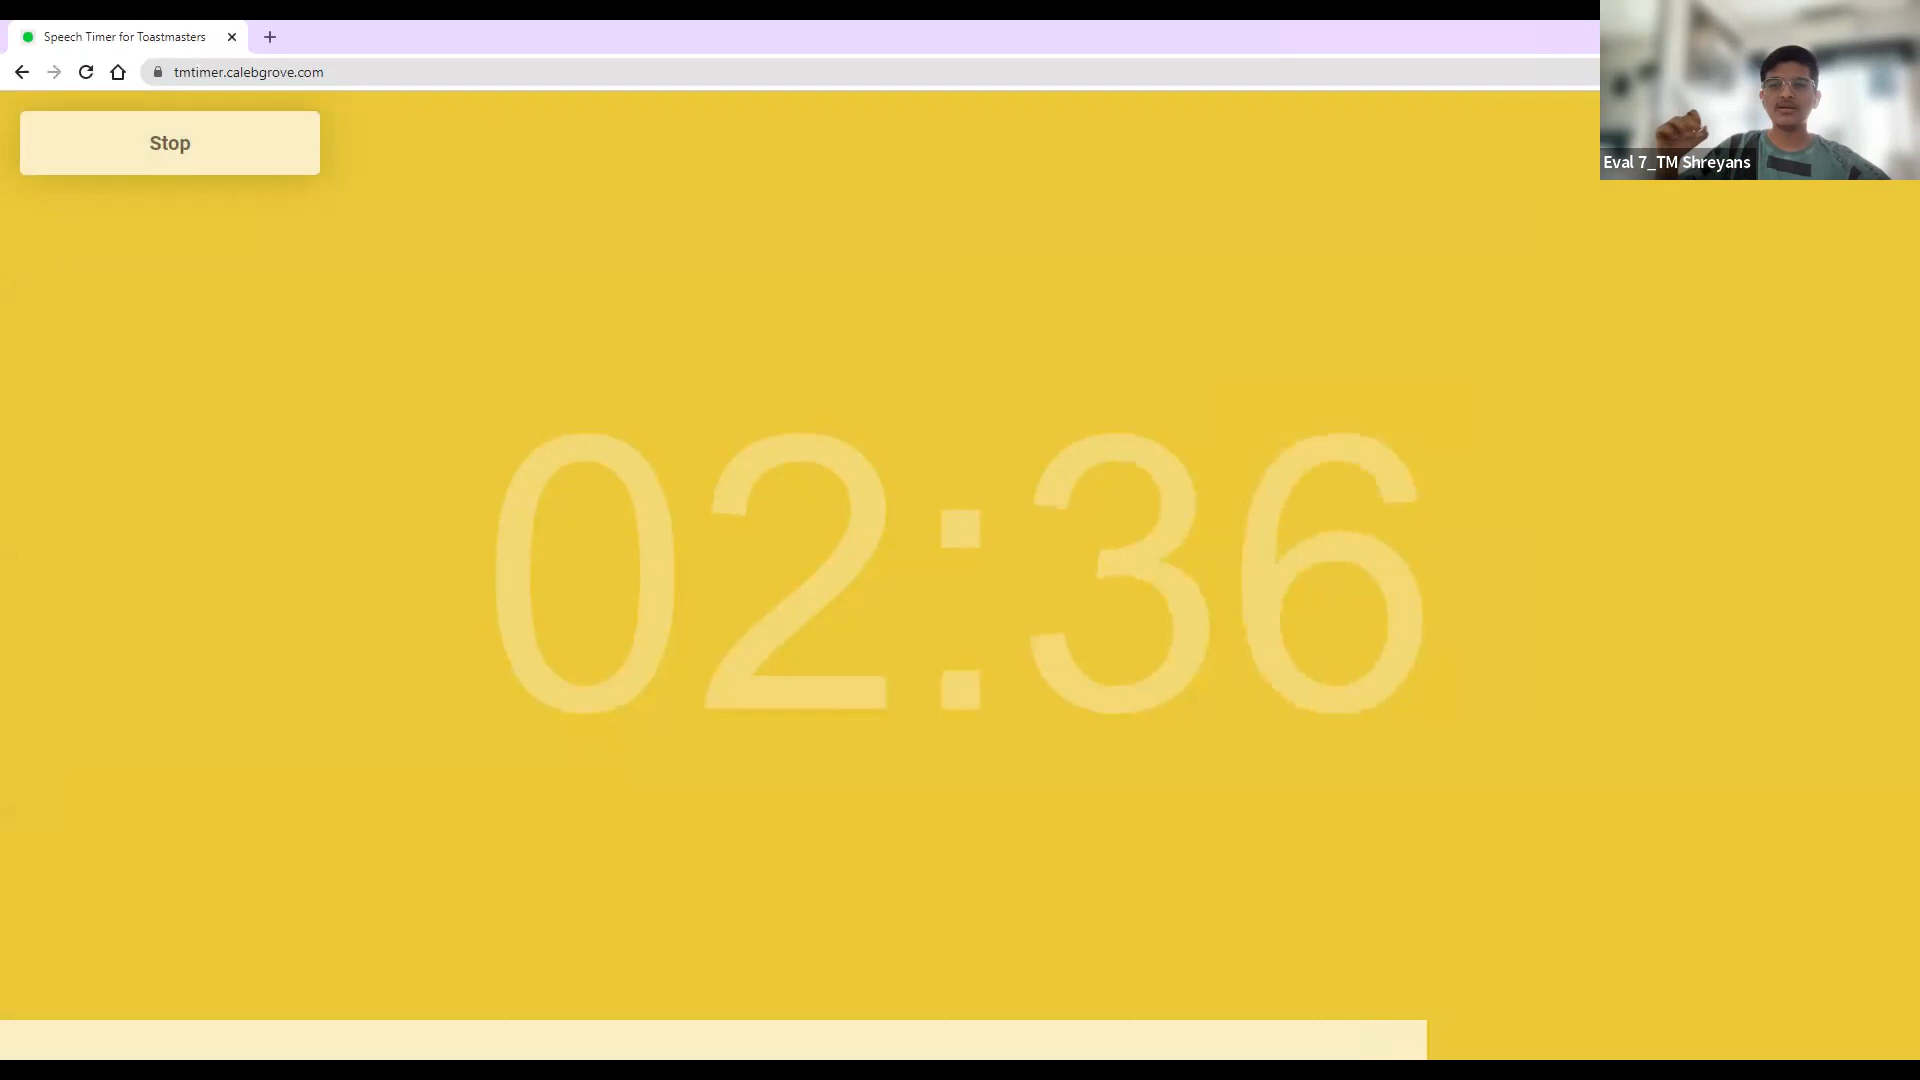 Speech Timer for Toastmasters
tmtimer.calebgrove.com
Stop
Eval 7_TM Shreyans
02:36